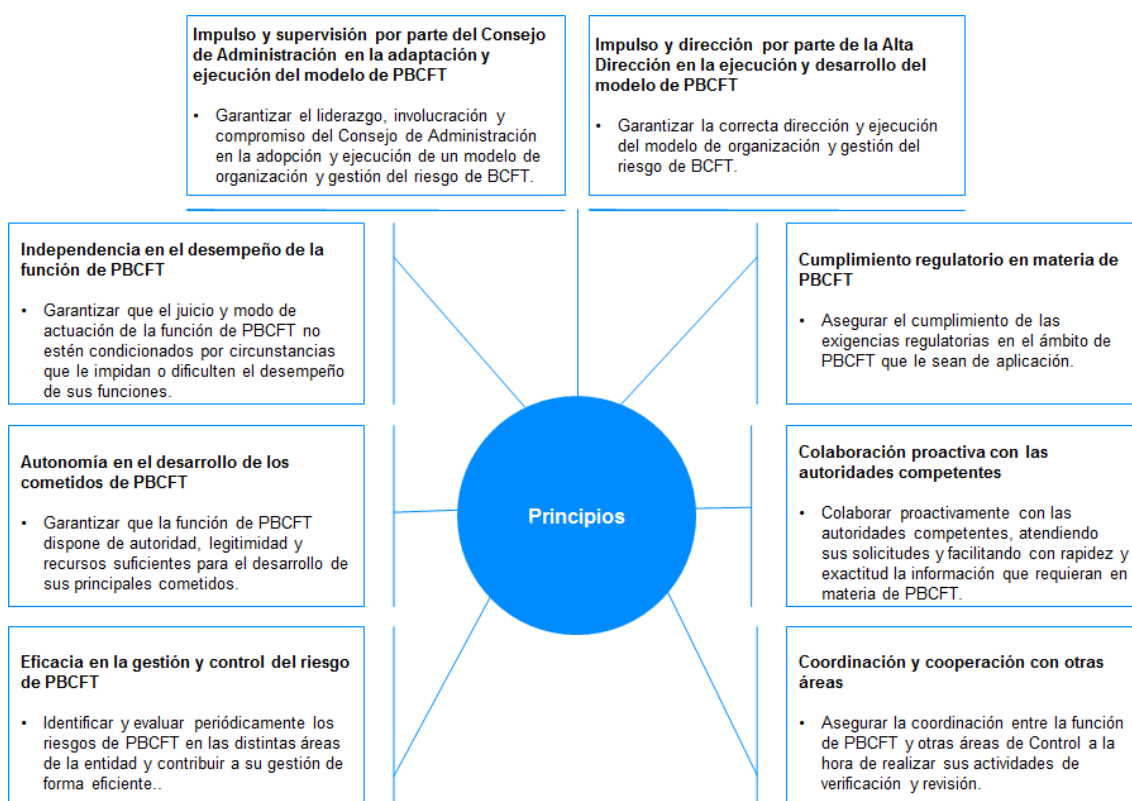 Impulso y supervisión por parte del Consejo
de Administración en la adaptación y
ejecución del modelo de PBCFT
• Garantizar el liderazgo, involucración y
compromiso del Consejo de Administración
en la adopción y ejecución de un modelo de
organización y gestión del riesgo de BCFT.
Impulso y dirección por parte de la Alta
Dirección en la ejecución y desarrollo del
modelo de PBCFT
• Garantizar la correcta dirección y ejecución
del modelo de organización y gestión del
riesgo de BCFT.
Independencia en el desempeño de la
función de PBCFT
• Garantizar que el juicio y modo de
actuación de la función de PBCFT no
estén condicionados por circunstancias
que le impidan o dificulten el desempeño
de sus funciones.
Cumplimiento regulatorio en materia de
PBCFT
• Asegurar el cumplimiento de las
exigencias regulatorias en el ámbito de
PBCFT que le sean de aplicación.
Autonomía en el desarrollo de los
cometidos de PBCFT
• Garantizar que la función de PBCFT
dispone de autoridad, legitimidad y
recursos suficientes para el desarrollo de
sus principales cometidos.
Principios
Colaboración proactiva con las
autoridades competentes
• Colaborar proactivamente con las
autoridades competentes, atendiendo
sus solicitudes y facilitando con rapidez y
exactitud la información que requieran en
materia de PBCFT.
Eficacia en la gestión y control del riesgo
de PBCFT
• Identificar y evaluar periódicamente los
riesgos de PBCFT en las distintas áreas
de la entidad y contribuir a su gestión de
forma eficiente..
Coordinación y cooperación con otras
áreas
• Asegurar la coordinación entre la función
de PBCFT y otras áreas de Control a la
hora de realizar sus actividades de
verificación y revisión.